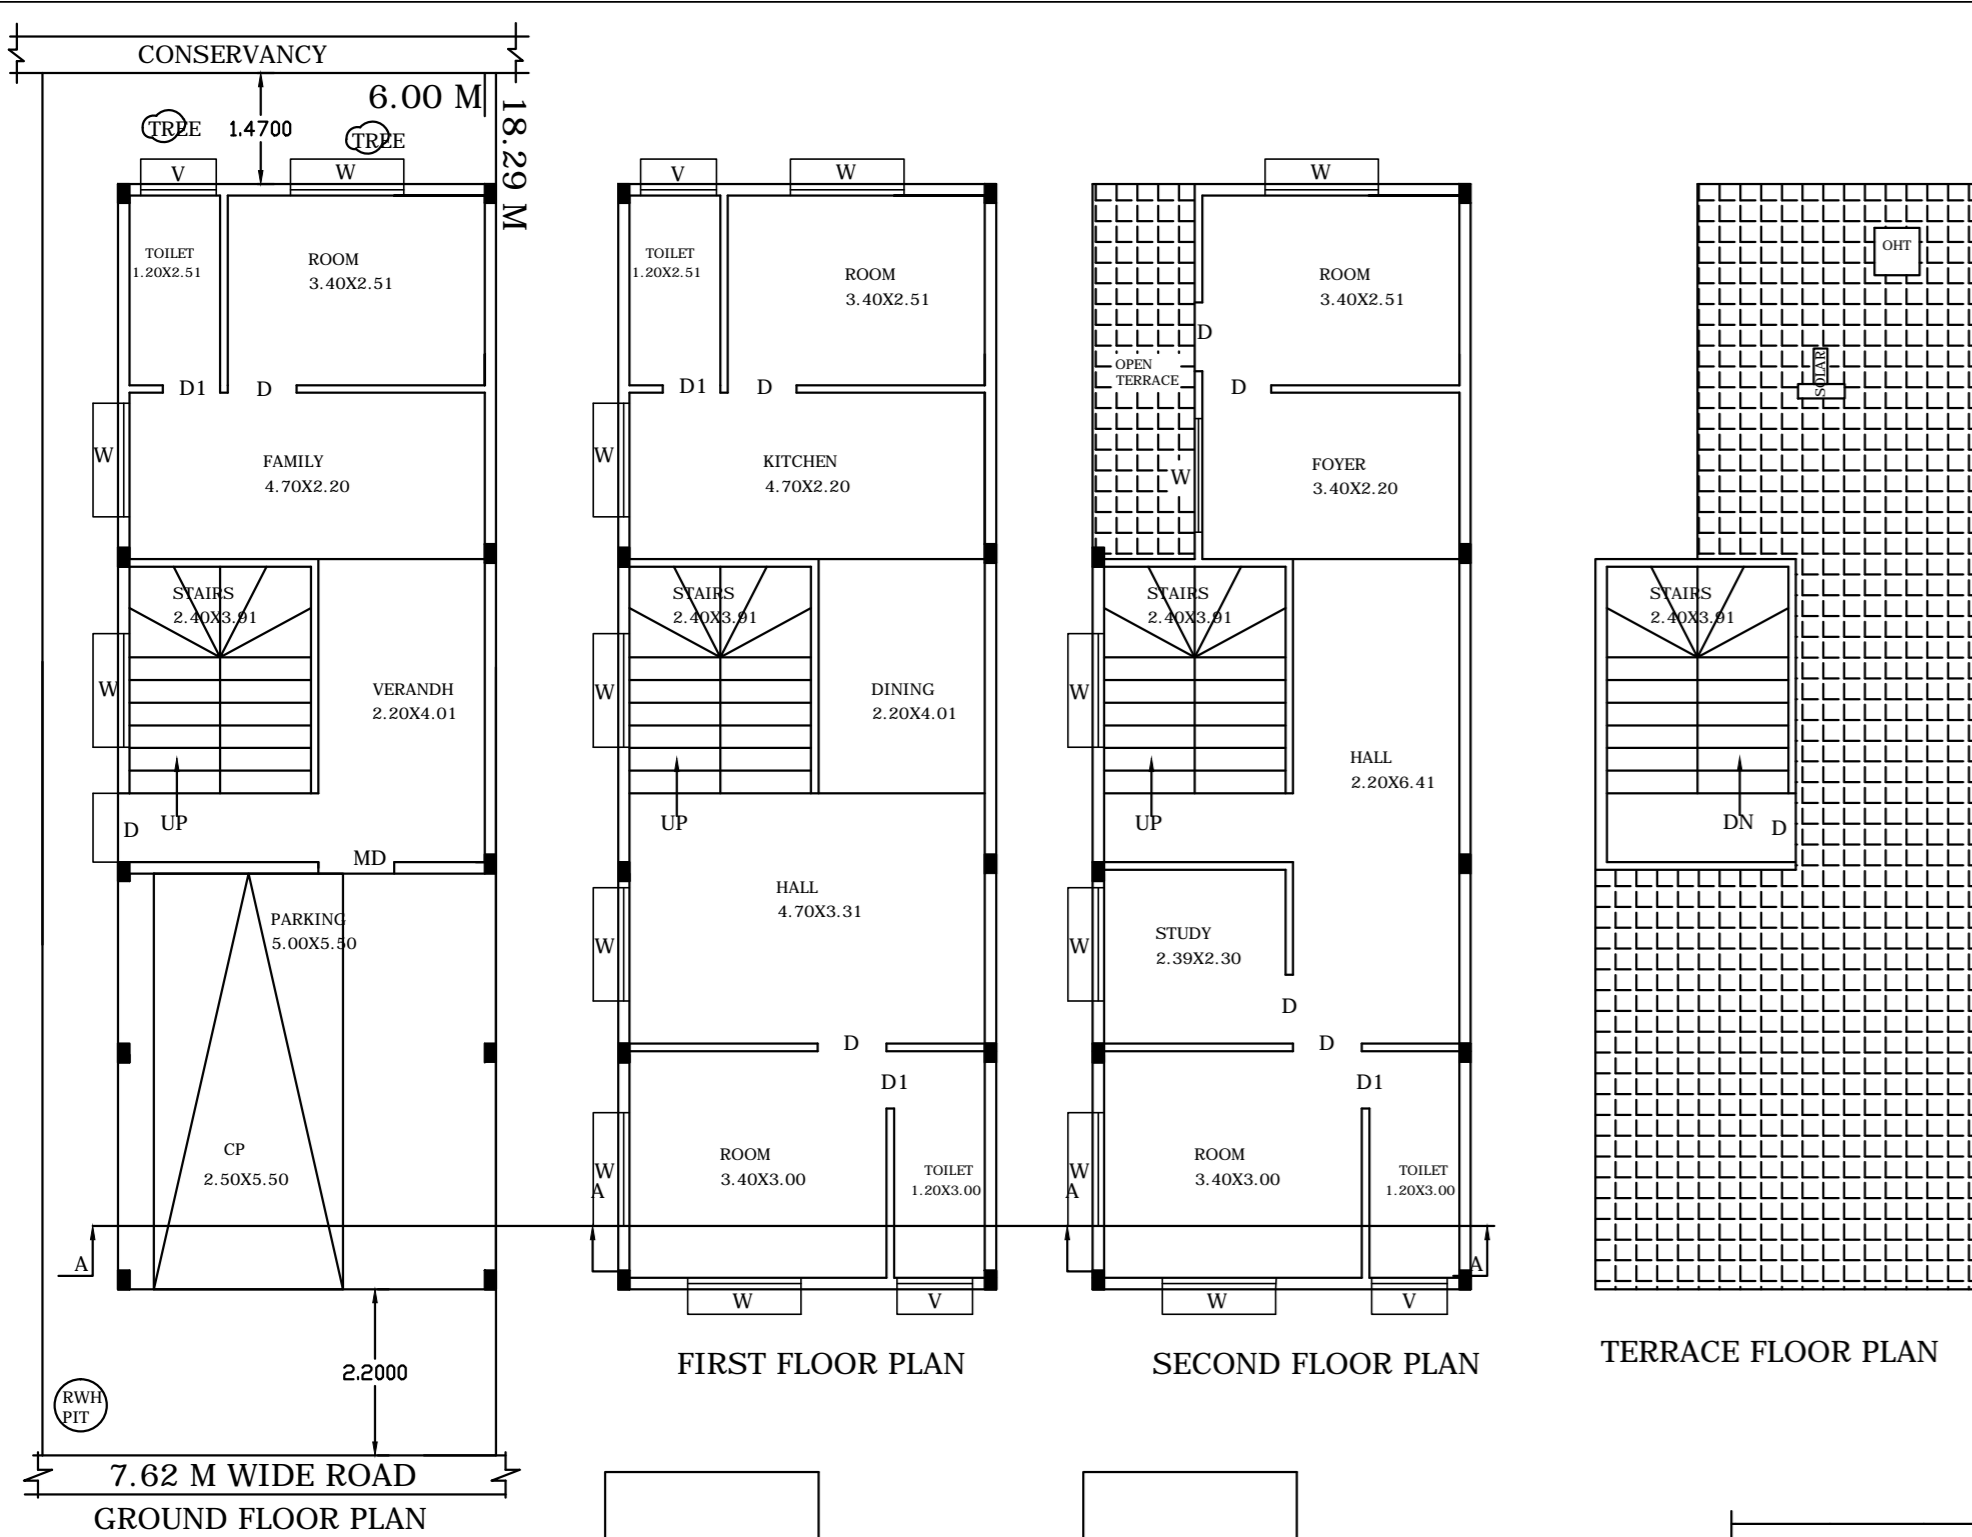 CONSERVANCY
6.00 M
18.29 M
TREE
1.4700
TREE
V
W
TOILET
1.20X2.51
ROOM
3.40X2.51
D1
D
W
FAMILY
4.70X2.20
STAIRS
2.40X3.91
W
VERANDH
2.20X4.01
D
UP
MD
PARKING
5.00X5.50
CP
2.50X5.50
A
2.2000
RWH
PIT
7.62 M WIDE ROAD
GROUND FLOOR PLAN
V
W
TOILET
1.20X2.51
ROOM
3.40X2.51
D1
D
W
KITCHEN
4.70X2.20
STAIRS
2.40X3.91
W
DINING
2.20X4.01
UP
HALL
4.70X3.31
W
D
D1
W
A
ROOM
3.40X3.00
TOILET
1.20X3.00
W
V
FIRST FLOOR PLAN
W
ROOM
3.40X2.51
D
OPEN
TERRACE
D
W
FOYER
3.40X2.20
STAIRS
2.40X3.91
W
HALL
2.20X6.41
UP
STUDY
2.39X2.30
W
D
D
D1
W
A
ROOM
3.40X3.00
TOILET
1.20X3.00
A
W
V
SECOND FLOOR PLAN
OHT
SOLAR
STAIRS
2.40X3.91
DN
D
TERRACE FLOOR PLAN